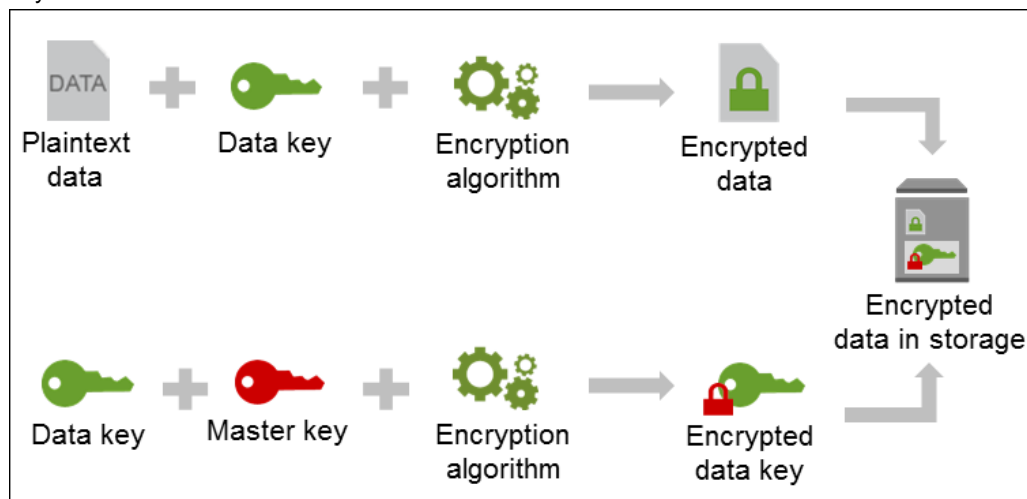 DATA
Plaintext
data
Data key
Encryption
algorithm
Encrypted
data
Encrypted
data in storage
Data key
Master key
Encryption
algorithm
Encrypted
data key